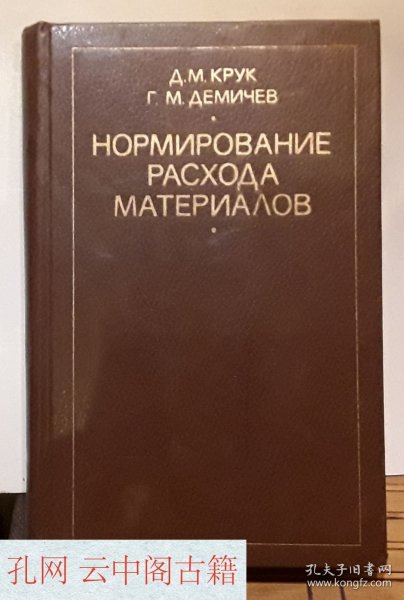 Д.М.КРУК
Г. М.ДЕМИЧЕВ
НОРМИРОВАНИЕ
РАСХОДА
МАТЕРИАЛОВ
孔网 云中阁古籍
孔夫子旧书网
www.kongfz.com